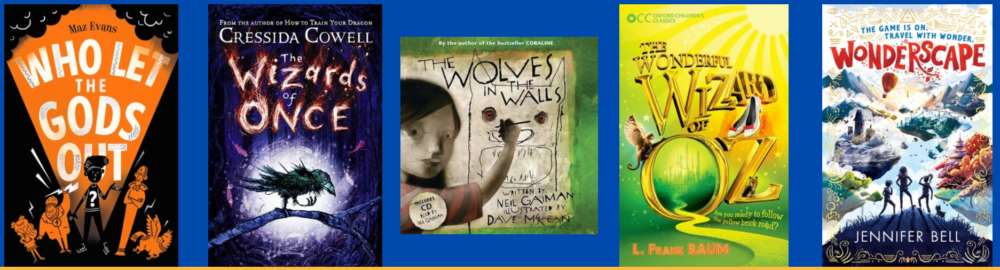 Maz Evans
WHO LET
THE
GODS
OUT
?
FROM THE AUTHOR OF HOW TO TRAIN YOUR DRAGON
CRESSIDA COWELL
The
Wizards
of
ONCE
By the author of the bestseller CORALINE
THE WOLVES
IN THE
WALLS
WRITTEN BY
NEIL GAIMAN
ILLUSTRATED BY
DAVE MCKEAN
INCLUDES
CD
READ BY
NEIL GAIMAN
OCC OXFORD CHILDREN'S
CLASSICS
THE
WONDERFUL
WIZARD
OF
OZ
Are you ready to follow
the yellow brick road?
L. FRANK BAUM
THE GAME IS ON.
TRAVEL WITH WONDER.
WONDERSCAPE
JENNIFER BELL